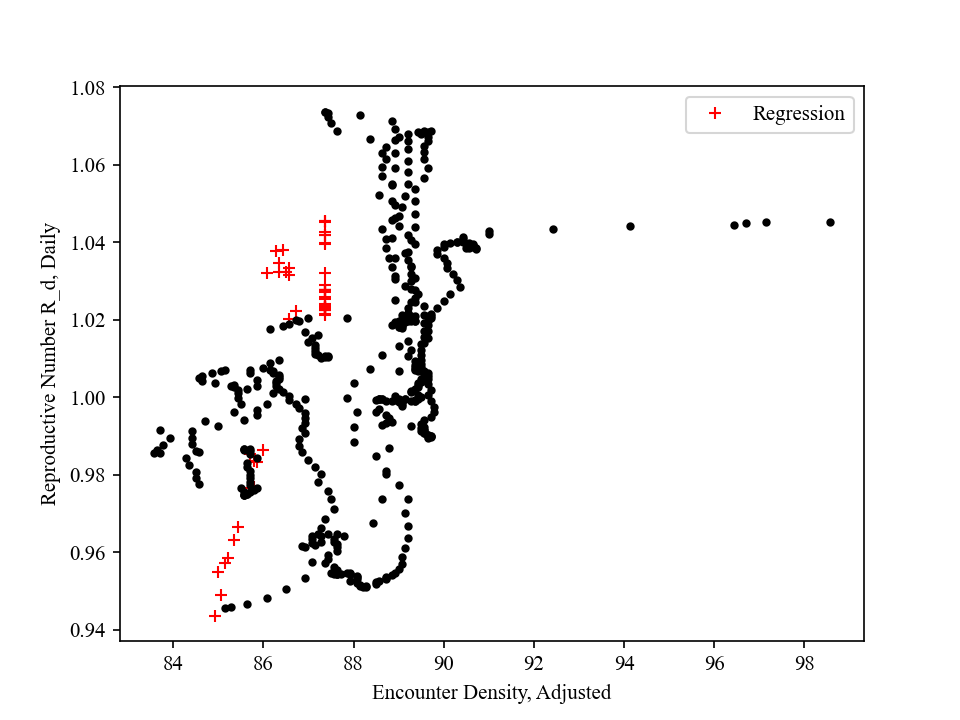 1.08
1.06
1.04
1.02
1.00
0.98
0.96
0.94
Reproductive Number R_d, Daily
Regression
84 86 88 90 92 94 96 98
Encounter Density, Adjusted